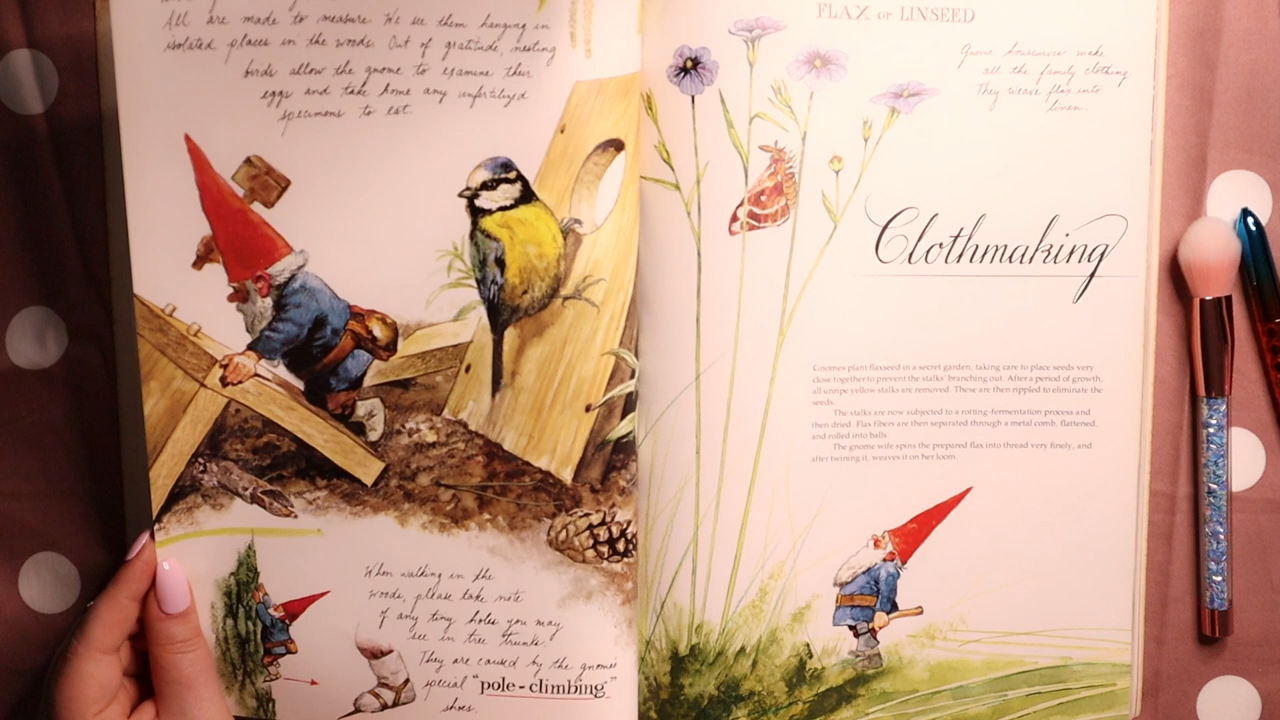 All are made to measure. We see them hanging in
isolated places in the woods. Out of gratitude, nesting
birds allow the gnome to examine their
eggs and take home any unfertilized
specimens to eat.
When walking in the
woods, please take note
of any tiny holes you may
see in tree trunks.
They are caused by the gnomes'
special "pole-climbing"
shoes.
FLAX or LINSEED
Gnome housewives make
all the family clothing.
They weave flax into
linen.
Clothmaking
Gnomes plant flaxseed in a secret garden, taking care to place seeds very
close together to prevent the stalks' branching out. After a period of growth,
all unripe yellow stalks are removed. These are then rippled to eliminate the
seeds.
The stalks are now subjected to a rotting-fermentation process and
then dried. Flax fibers are then separated through a metal comb, flattened,
and rolled into balls
The gnome wife spins the prepared flax into thread very finely, and
after twining it, weaves it on her loom.